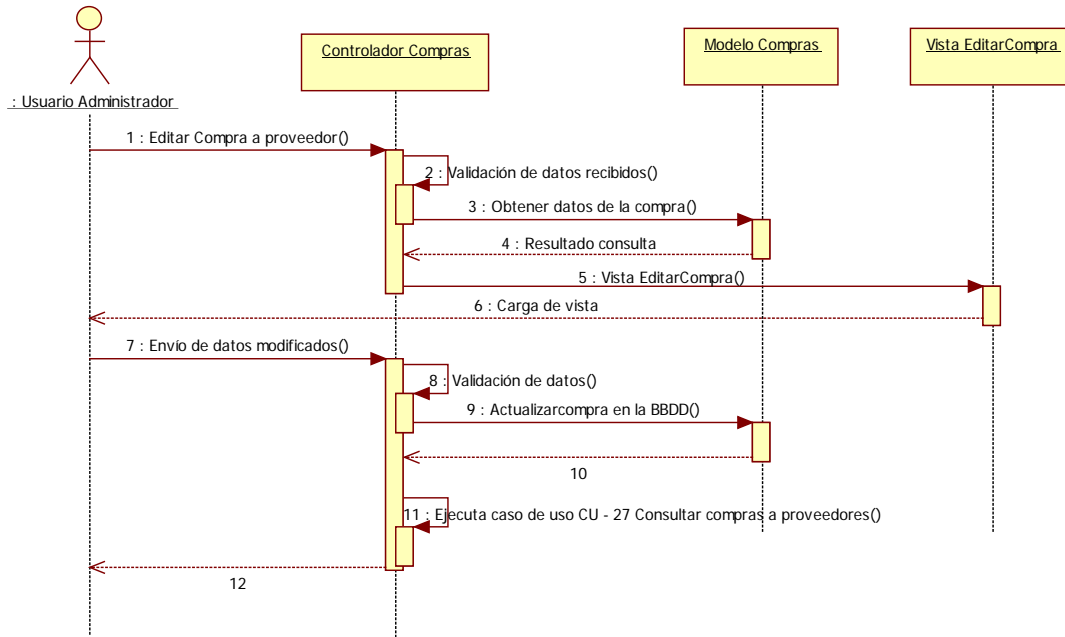 Controlador Compras
Modelo Compras
Vista EditarCompra
: Usuario Administrador
1 : Editar Compra a proveedor()
2 : Validación de datos recibidos()
3 : Obtener datos de la compra()
4 : Resultado consulta
5 : Vista EditarCompra()
6 : Carga de vista
7 : Envío de datos modificados()
8 : Validación de datos()
9 : Actualizarcompra en la BBDD()
10
11 : Ejecuta caso de uso CU - 27 Consultar compras a proveedores()
12